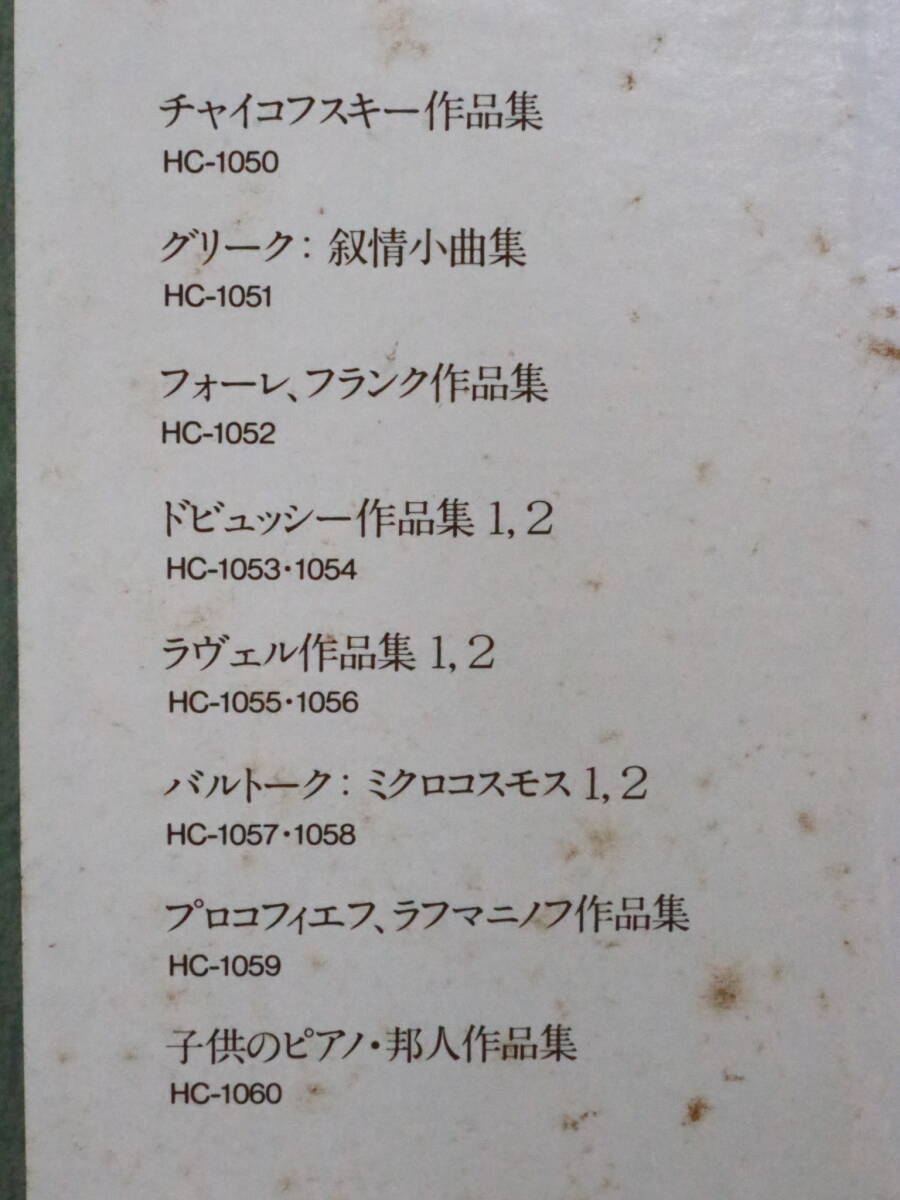 チャイコフスキー作品集
HC-1050
グリーク: 叙情小曲集
HC-1051
フォーレ、フランク作品集
HC-1052
ドビュッシー作品集 1, 2
HC-1053・1054
ラヴェル作品集 1, 2
HC-1055・1056
バルトーク: ミクロコスモス 1, 2
HC-1057・1058
プロコフィエフ、ラフマニノフ作品集
HC-1059
子供のピアノ・邦人作品集
HC-1060